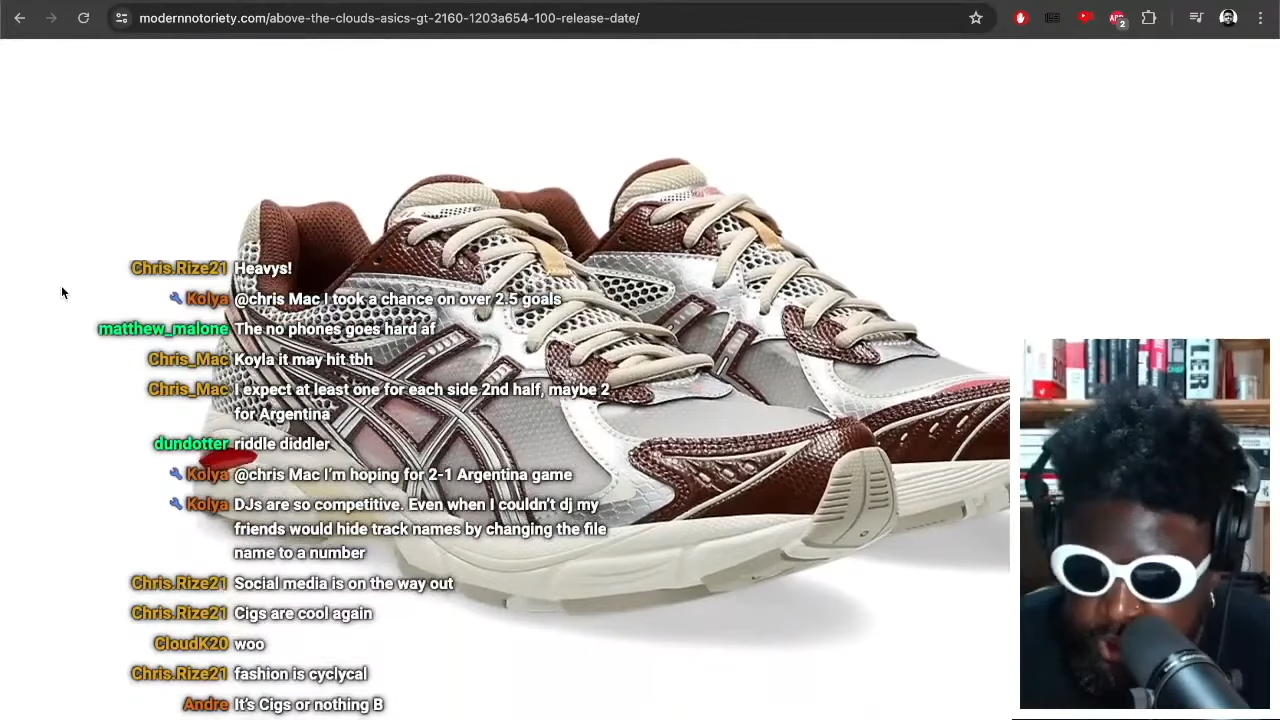 modernnotoriety.com/above-the-clouds-asics-gt-2160-1203a654-100-release-date/
2
Chris.Rize21 Heavys!
Kolya @chris Mac I took a chance on over 2.5 goals
matthew_malone The no phones goes hard af
Chris_Mac Koyla it may hit tbh
Chris_Mac I expect at least one for each side 2nd half, maybe 2
for Argentina
dundotter riddle diddler
Kolya @chris Mac I'm hoping for 2-1 Argentina game
Kolya DJs are so competitive. Even when I couldn't dj my
friends would hide track names by changing the file
name to a number
Chris.Rize21 Social media is on the way out
Chris.Rize21 Cigs are cool again
CloudK20 woo
Chris.Rize21 fashion is cyclycal
Andre It's Cigs or nothing B